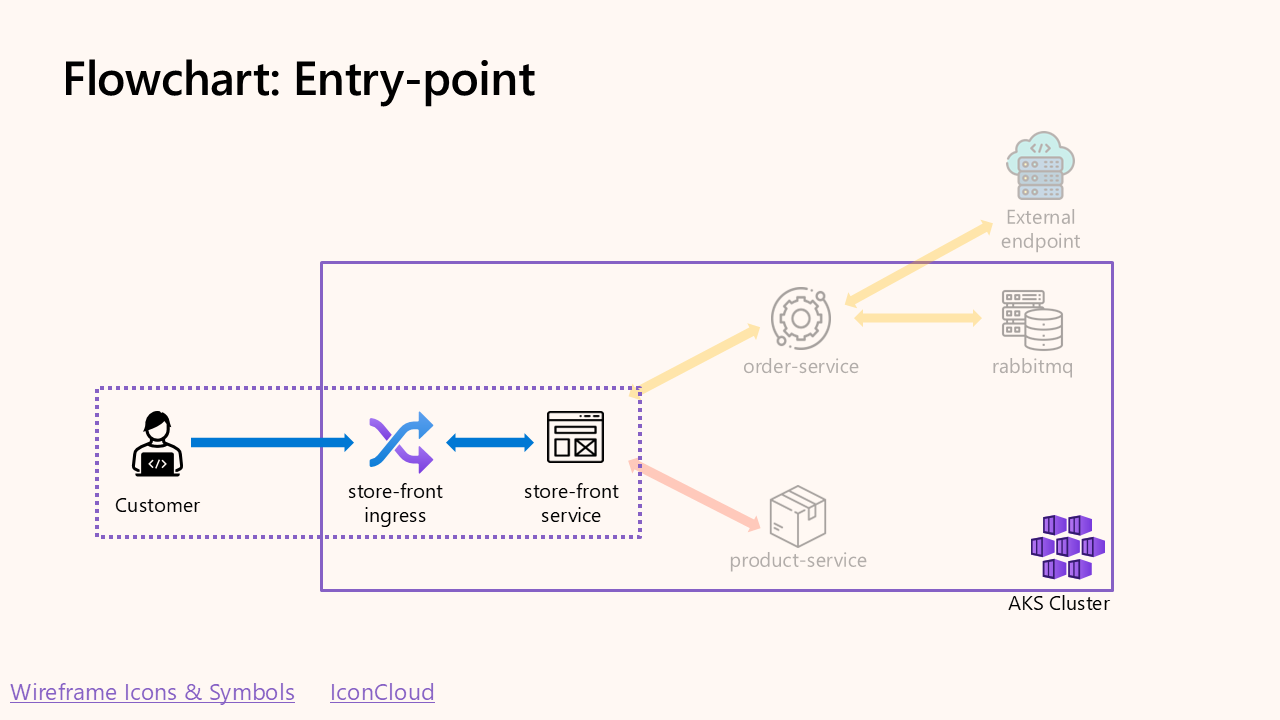 Flowchart: Entry-point
External
endpoint
order-service
rabbitmq
Customer
store-front
ingress
store-front
service
product-service
AKS Cluster
Wireframe Icons & Symbols
IconCloud